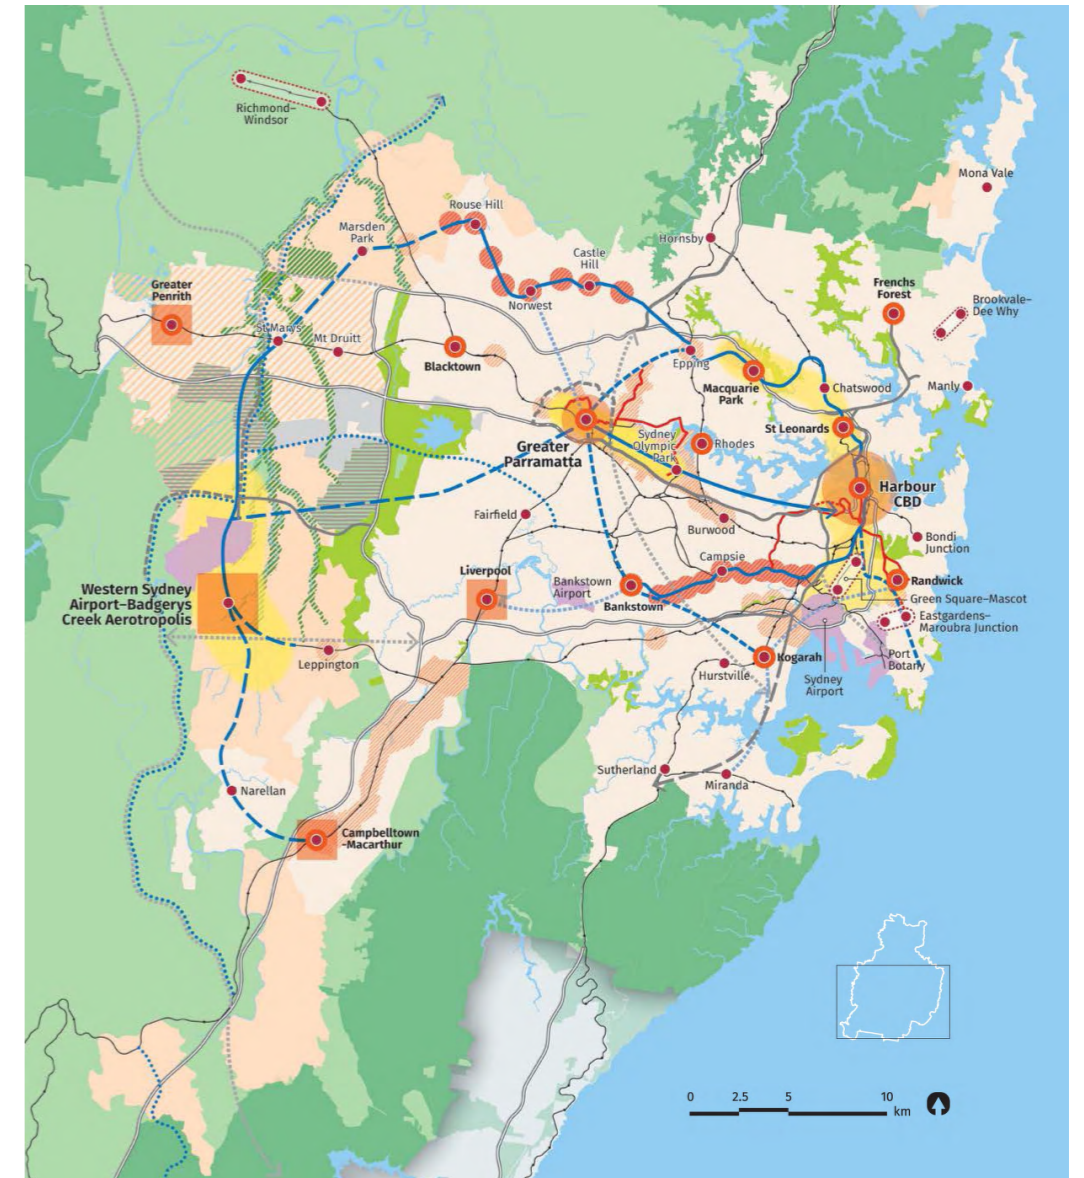 Richmond–
Windsor
Mona Vale
Rouse Hill
Marsden
Park
Hornsby
Castle
Hill
Greater
Penrith
Norwest
Frenchs
Forest
Brookvale–
Dee Why
St Marys
Mt Druitt
Blacktown
Epping
Macquarie
Park
Chatswood
Manly
St Leonards
Greater
Parramatta
Sydney
Olympic
Park
Rhodes
Harbour
CBD
Fairfield
Burwood
Bondi
Junction
Liverpool
Campsie
Western Sydney
Airport–Badgerys
Creek Aerotropolis
Bankstown
Airport
Bankstown
Randwick
Green Square–Mascot
Eastgardens–
Maroubra Junction
Leppington
Kogarah
Hurstville
Sydney
Airport
Port
Botany
Sutherland
Miranda
Narellan
Campbelltown
-Macarthur
0 2.5 5 10
km